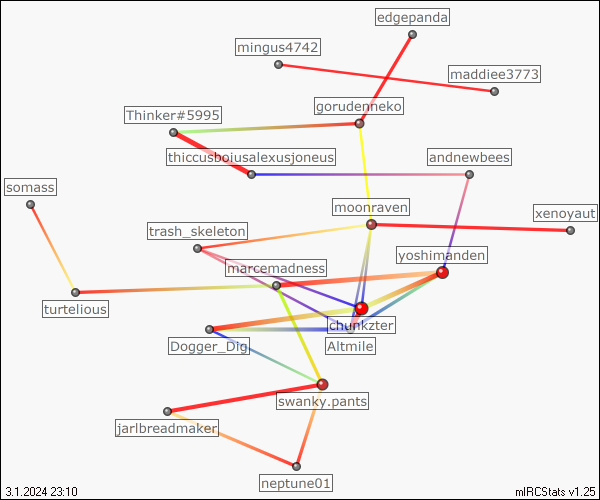 edgepanda
mingus4742
maddiee3773
gorudenneko
Thinker#5995
thiccusboiusalexusjoneus
andnewbees
somass
moonraven
xenoyaut
trash_skeleton
yoshimanden
marcemadness
turtelious
chunkzter
Dogger_Dig
Altmile
swanky.pants
jarlbreadmaker
neptune01
3.1.2024 23:10
mIRCStats v1.25